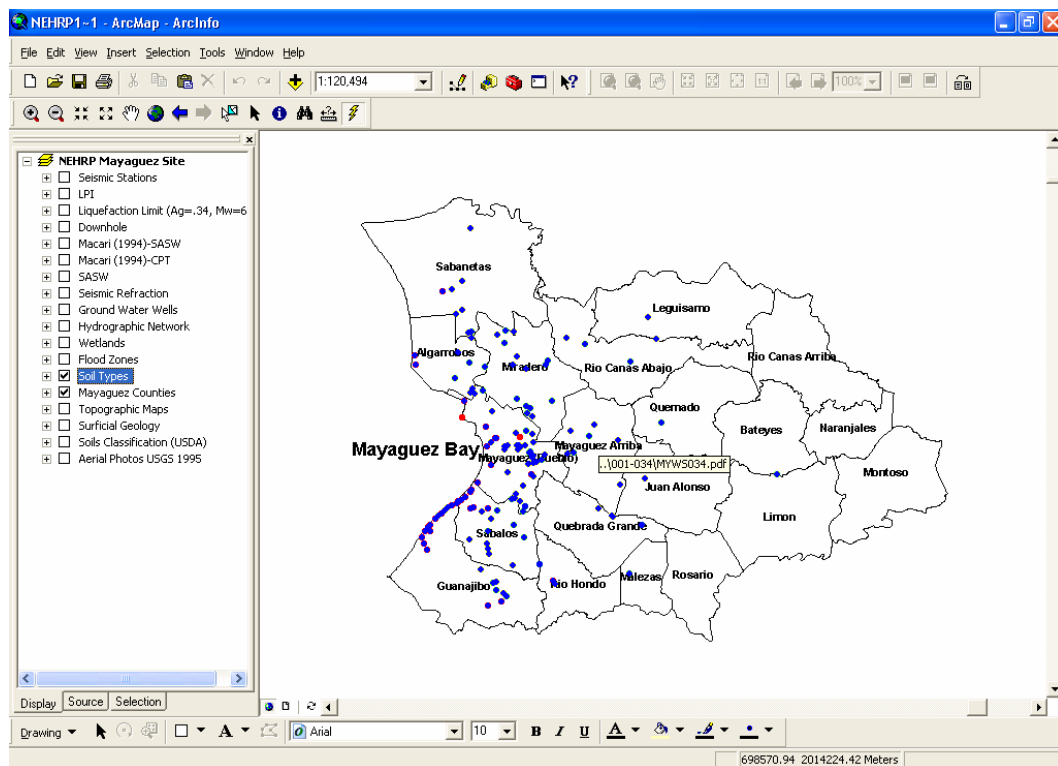 NEHRP1~1 - ArcMap - ArcInfo
File Edit View Insert Selection Tools Window Help
1:120,494
100%
NEHRP Mayaguez Site
Seismic Stations
LPI
Liquefaction Limit (Ag=.34, Mw=6
Downhole
Macari (1994)-SASW
Macari (1994)-CPT
SASW
Seismic Refraction
Ground Water Wells
Hydrographic Network
Wetlands
Flood Zones
Soil Types
Mayaguez Counties
Topographic Maps
Surficial Geology
Soils Classification (USDA)
Aerial Photos USGS 1995
Sabanetas
Leguisamo
Algarrobos
Miradero
Rio Canas Abajo
Rio Canas Arriba
Quemado
Bateyes
Naranjales
Mayaguez Bay
Mayaguez Arriba
Mayaguez (Pueblo)
..\001-034\MYWS034.pdf
Montoso
Juan Alonso
Limon
Quebrada Grande
Sabalos
Guanajibo
Rio Hondo
Malezas
Rosario
Display Source Selection
Drawing Arial 10 B I U A
698570.94 2014224.42 Meters